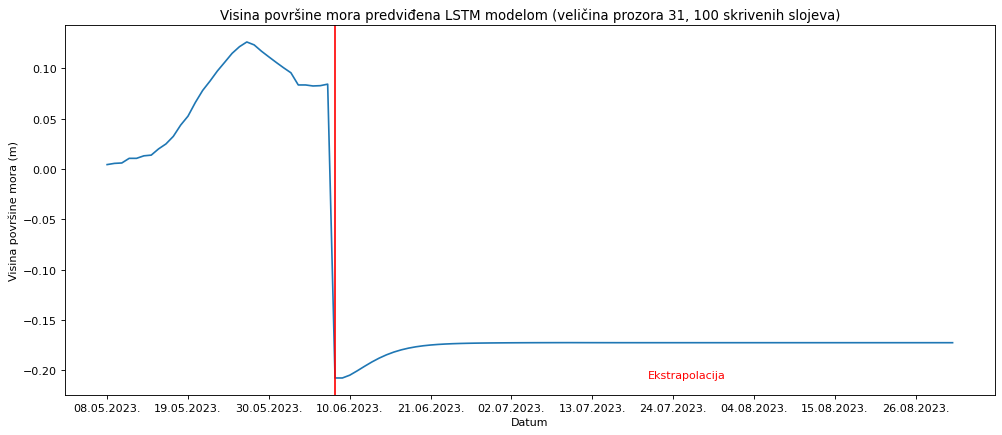 Visina površine mora predviđena LSTM modelom (veličina prozora 31, 100 skrivenih slojeva)
Visina površine mora (m)
0.10
0.05
0.00
−0.05
−0.10
−0.15
−0.20
Ekstrapolacija
08.05.2023. 19.05.2023. 30.05.2023. 10.06.2023. 21.06.2023. 02.07.2023. 13.07.2023. 24.07.2023. 04.08.2023. 15.08.2023. 26.08.2023.
Datum